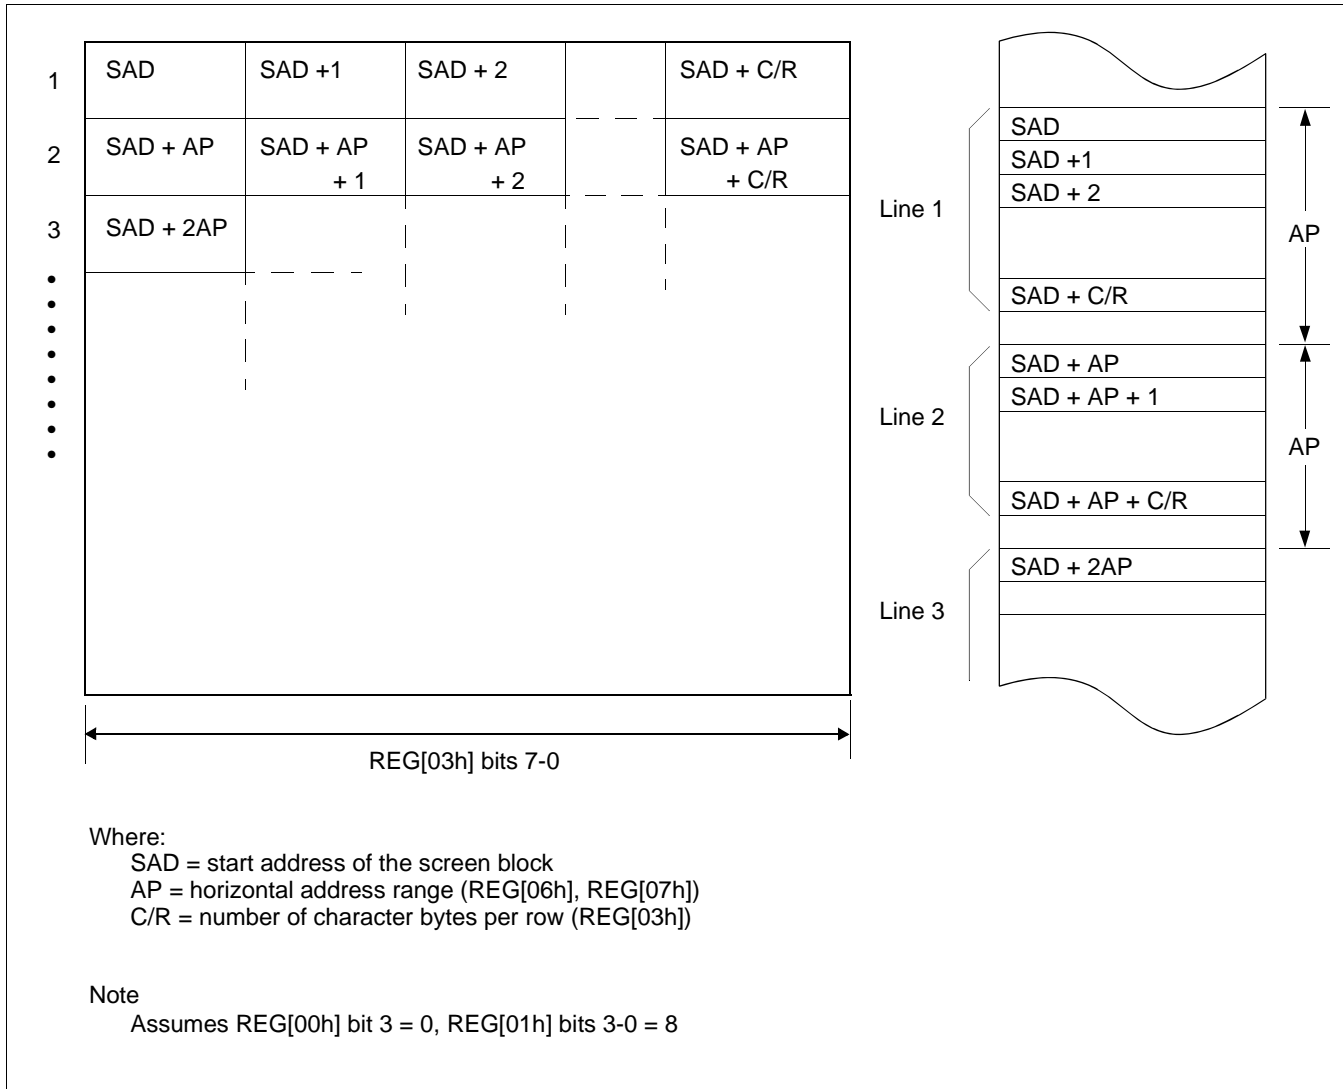 1 SAD SAD +1 SAD + 2 SAD + C/R
2 SAD + AP SAD + AP + 1 SAD + AP + 2 SAD + AP + C/R
3 SAD + 2AP
REG[03h] bits 7-0
Line 1
SAD
SAD +1
SAD + 2
SAD + C/R
AP
Line 2
SAD + AP
SAD + AP + 1
SAD + AP + C/R
AP
Line 3
SAD + 2AP
Where:
SAD = start address of the screen block
AP = horizontal address range (REG[06h], REG[07h])
C/R = number of character bytes per row (REG[03h])
Note
Assumes REG[00h] bit 3 = 0, REG[01h] bits 3-0 = 8